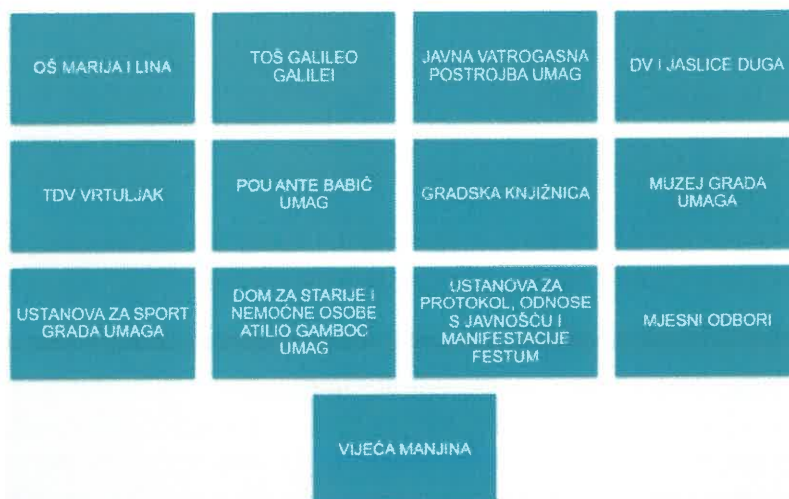 OŠ MARIJA I LINA
TOŠ GALILEO
GALILEI
JAVNA VATROGASNA
POSTROJBA UMAG
DV I JASLICE DUGA
TDV VRTULJAK
POU ANTE BABIČ
UMAG
GRADSKA KNJIŽNICA
MUZEJ GRADA
UMAGA
USTANOVA ZA SPORT
GRADA UMAGA
DOM ZA STARIJE I
NEMOĆNE OSOBE
ATILIO GAMBOC
UMAG
USTANOVA ZA
PROTOKOL, ODNOSE
S JAVNOŠĆU I
MANIFESTACIJE
FESTUM
MJESNI ODBORI
VIJEĆA MANJINA